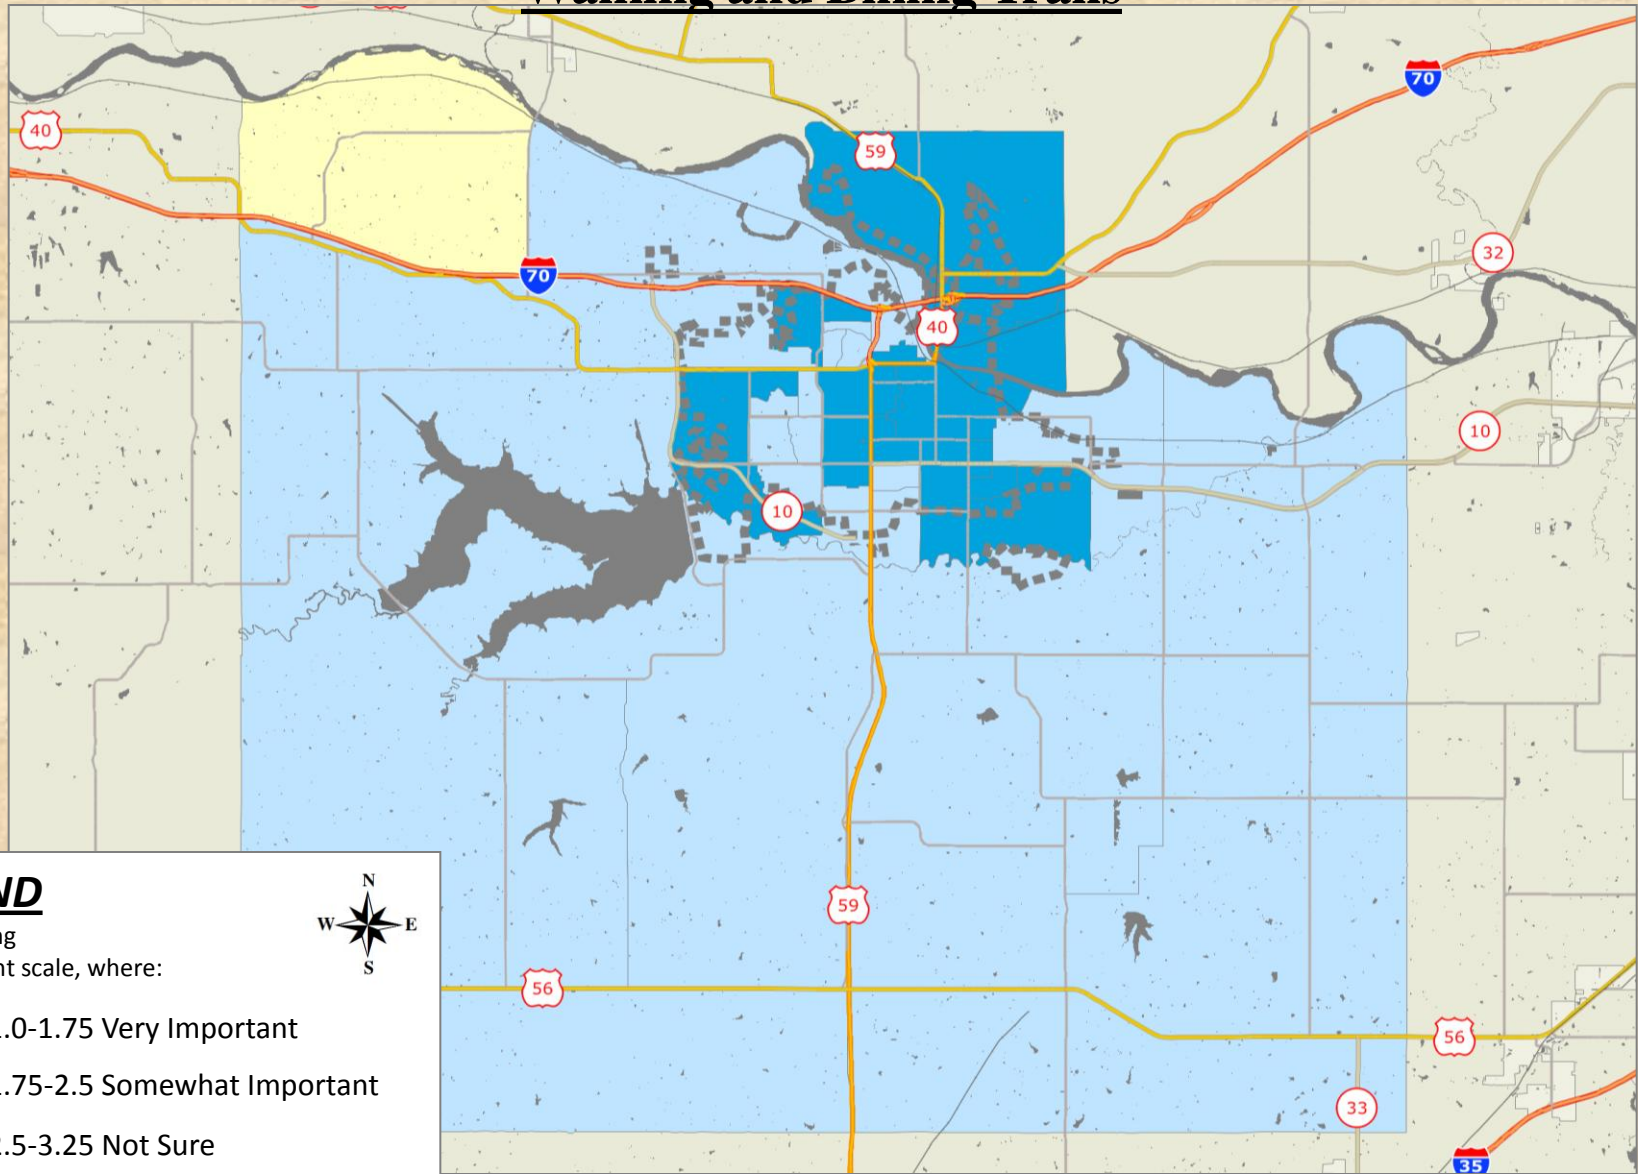 40
59
70
70
32
40
10
10
59
56
56
33
35
ND
N
W E
S
nt scale, where:
.0-1.75 Very Important
.75-2.5 Somewhat Important
.5-3.25 Not Sure